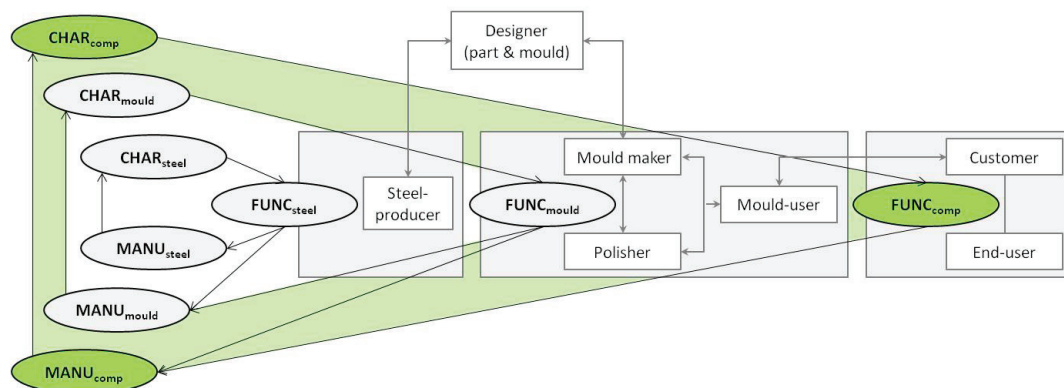 CHARcomp
Designer
(part & mould)
CHARmould
CHARsteel
Mould maker
Customer
FUNCsteel
Steel-
producer
FUNCmould
Mould-user
FUNCcomp
MANUsteel
Polisher
End-user
MANUmould
MANUcomp